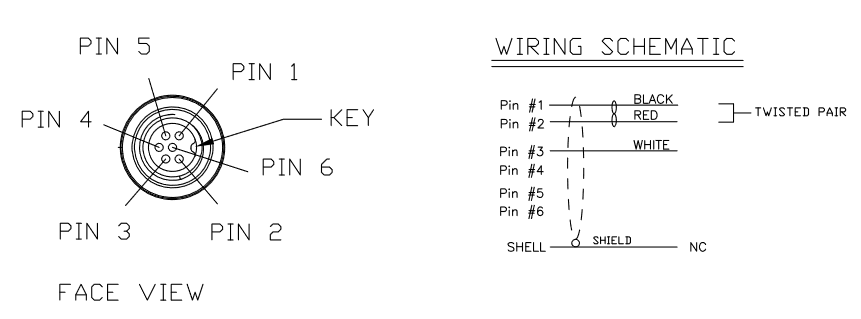 PIN 5
PIN 1
PIN 4
KEY
PIN 6
PIN 3
PIN 2
FACE VIEW
WIRING SCHEMATIC
Pin #1
BLACK
Pin #2
RED
TWISTED PAIR
Pin #3
WHITE
Pin #4
Pin #5
Pin #6
SHELL
SHIELD
NC